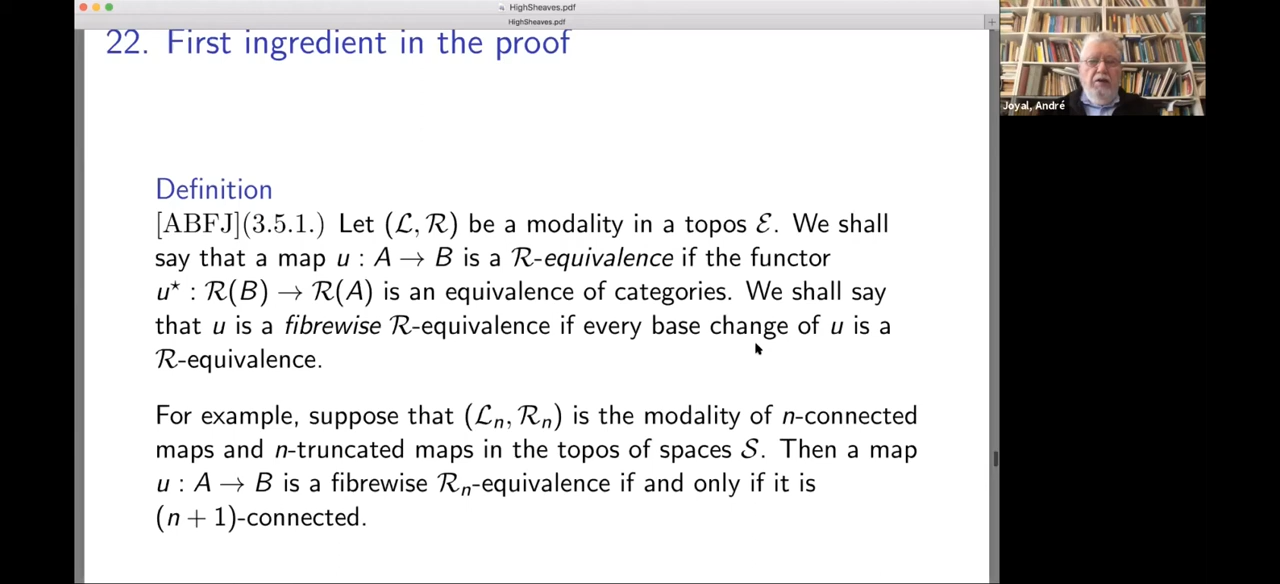 HighSheaves.pdf
HighSheaves.pdf
+
22. First ingredient in the proof
Joyal, André
Definition
[ABFJ](3.5.1.) Let (ℒ, ℛ) be a modality in a topos ℰ. We shall
say that a map u : A → B is a ℛ-equivalence if the functor
u⋆ : ℛ(B) → ℛ(A) is an equivalence of categories. We shall say
that u is a fibrewise ℛ-equivalence if every base change of u is a
ℛ-equivalence.
For example, suppose that (ℒₙ, ℛₙ) is the modality of n-connected
maps and n-truncated maps in the topos of spaces 𝒮. Then a map
u : A → B is a fibrewise ℛₙ-equivalence if and only if it is
(n + 1)-connected.